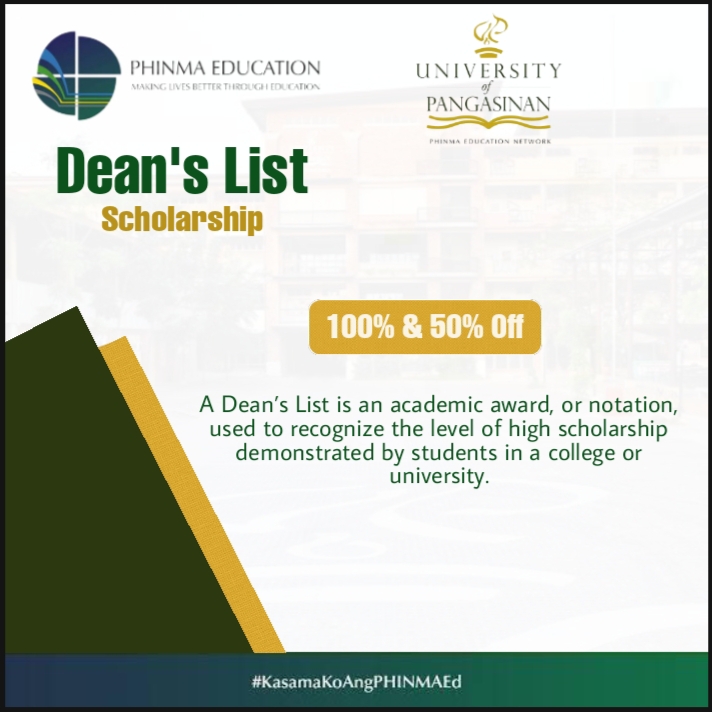 PHINMA EDUCATION
MAKING LIVES BETTER THROUGH EDUCATION
UNIVERSITY
of
PANGASINAN
PHINMA EDUCATION NETWORK
Dean's List
Scholarship
100% & 50% Off
A Dean’s List is an academic award, or notation,
used to recognize the level of high scholarship
demonstrated by students in a college or
university.
#KasamaKoAngPHINMAEd